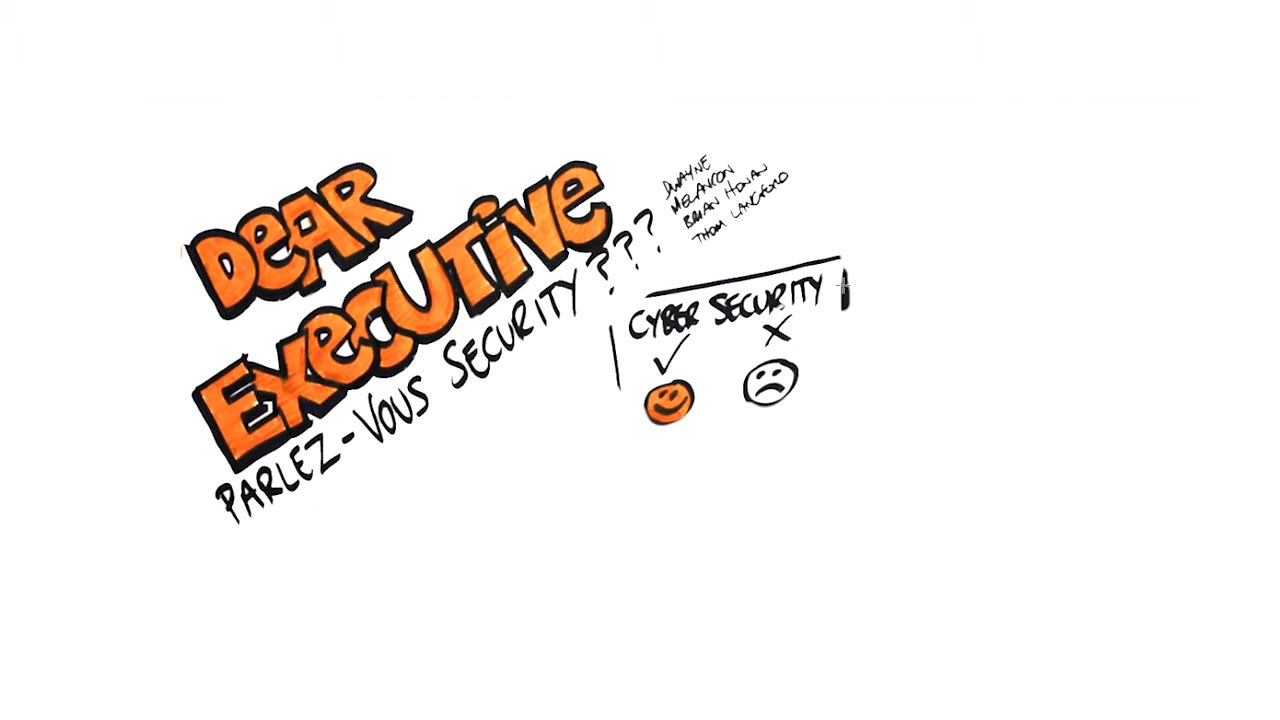 DEAR
EXECUTIVE
PARLEZ-VOUS SECURITY???
DWAYNE
MELANCON
BRIAN HONAN
THOM LANGFORD
CYBER SECURITY